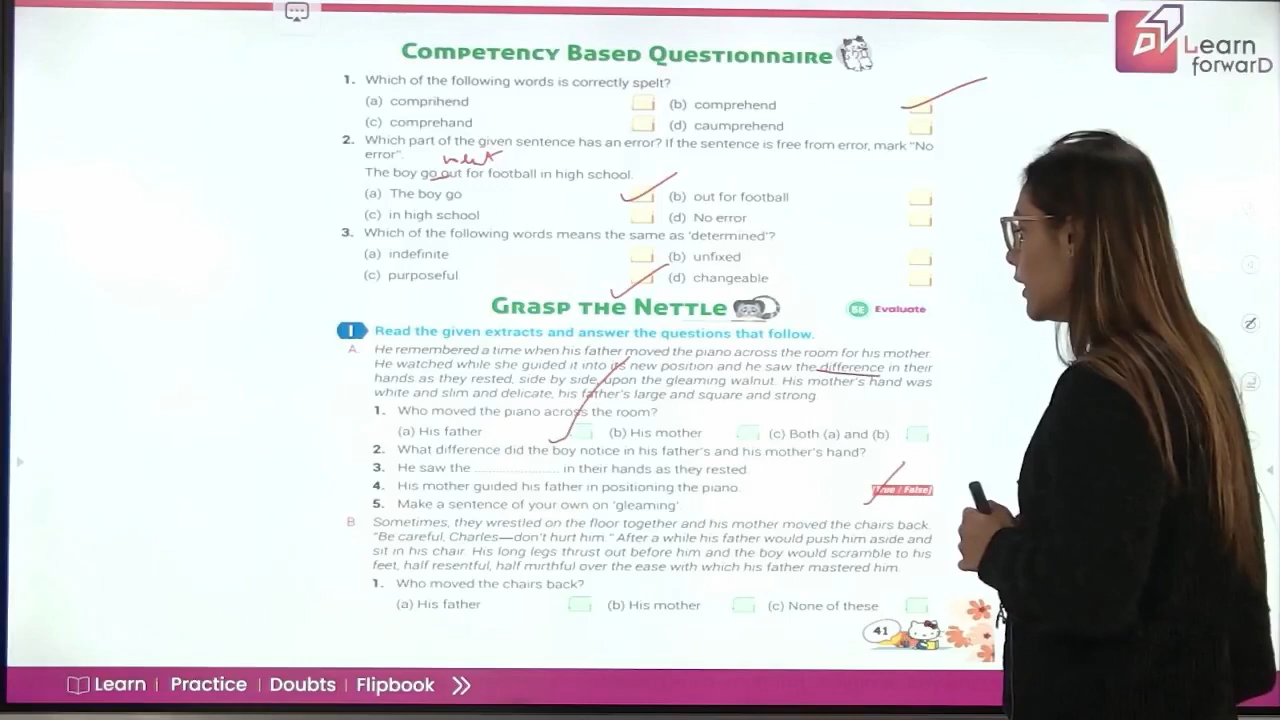 Learn
forwarD
Competency Based Questionnaire
1. Which of the following words is correctly spelt?
(a) comprihend (b) comprehend
(c) comprehand (d) caumprehend
2. Which part of the given sentence has an error? If the sentence is free from error, mark "No
error".
The boy go out for football in high school.
(a) The boy go (b) out for football
(c) in high school (d) No error
3. Which of the following words means the same as 'determined'?
(a) indefinite (b) unfixed
(c) purposeful (d) changeable
Grasp the Nettle
5E Evaluate
I Read the given extracts and answer the questions that follow.
A. He remembered a time when his father moved the piano across the room for his mother.
He watched while she guided it into its new position and he saw the difference in their
hands as they rested, side by side, upon the gleaming walnut. His mother's hand was
white and slim and delicate, his father's large and square and strong.
1. Who moved the piano across the room?
(a) His father (b) His mother (c) Both (a) and (b)
2. What difference did the boy notice in his father's and his mother's hand?
3. He saw the .................... in their hands as they rested.
4. His mother guided his father in positioning the piano. [True / False]
5. Make a sentence of your own on 'gleaming'.
B. Sometimes, they wrestled on the floor together and his mother moved the chairs back.
"Be careful, Charles—don't hurt him." After a while his father would push him aside and
sit in his chair. His long legs thrust out before him and the boy would scramble to his
feet, half resentful, half mirthful over the ease with which his father mastered him.
1. Who moved the chairs back?
(a) His father (b) His mother (c) None of these
41
Learn | Practice | Doubts | Flipbook